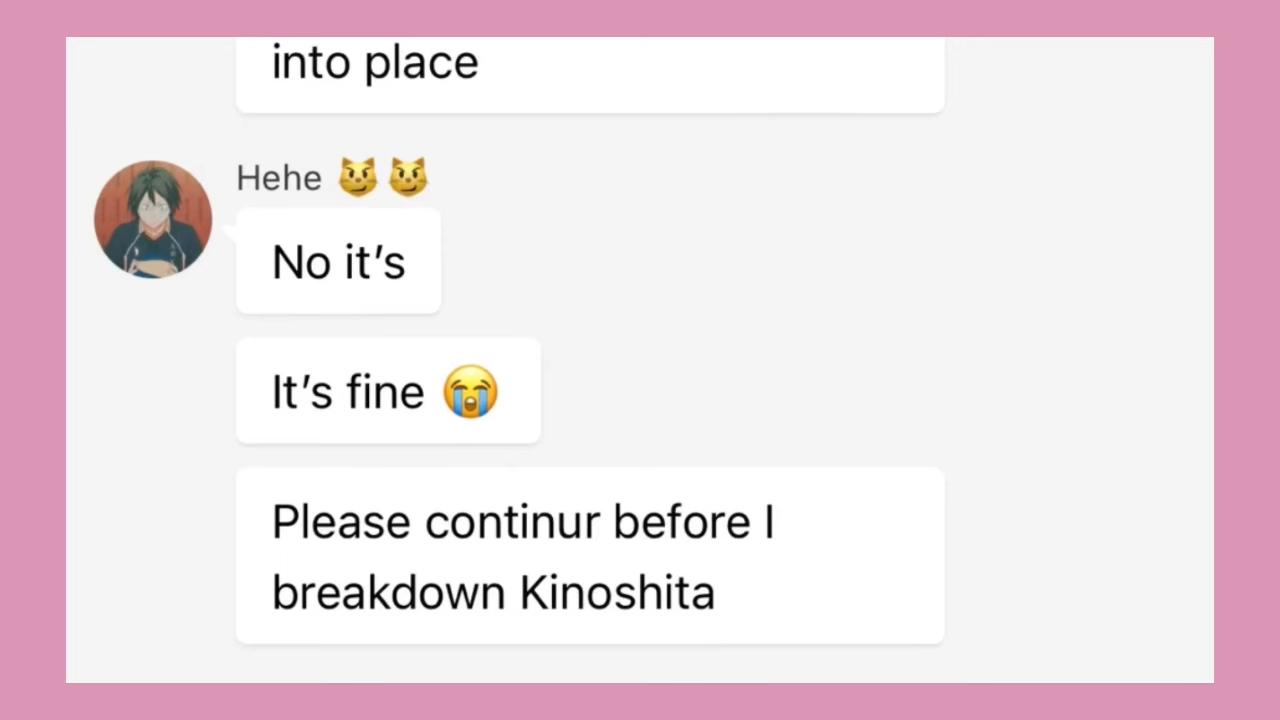 into place
Hehe 😼😼
No it’s
It’s fine 😭
Please continur before I
breakdown Kinoshita